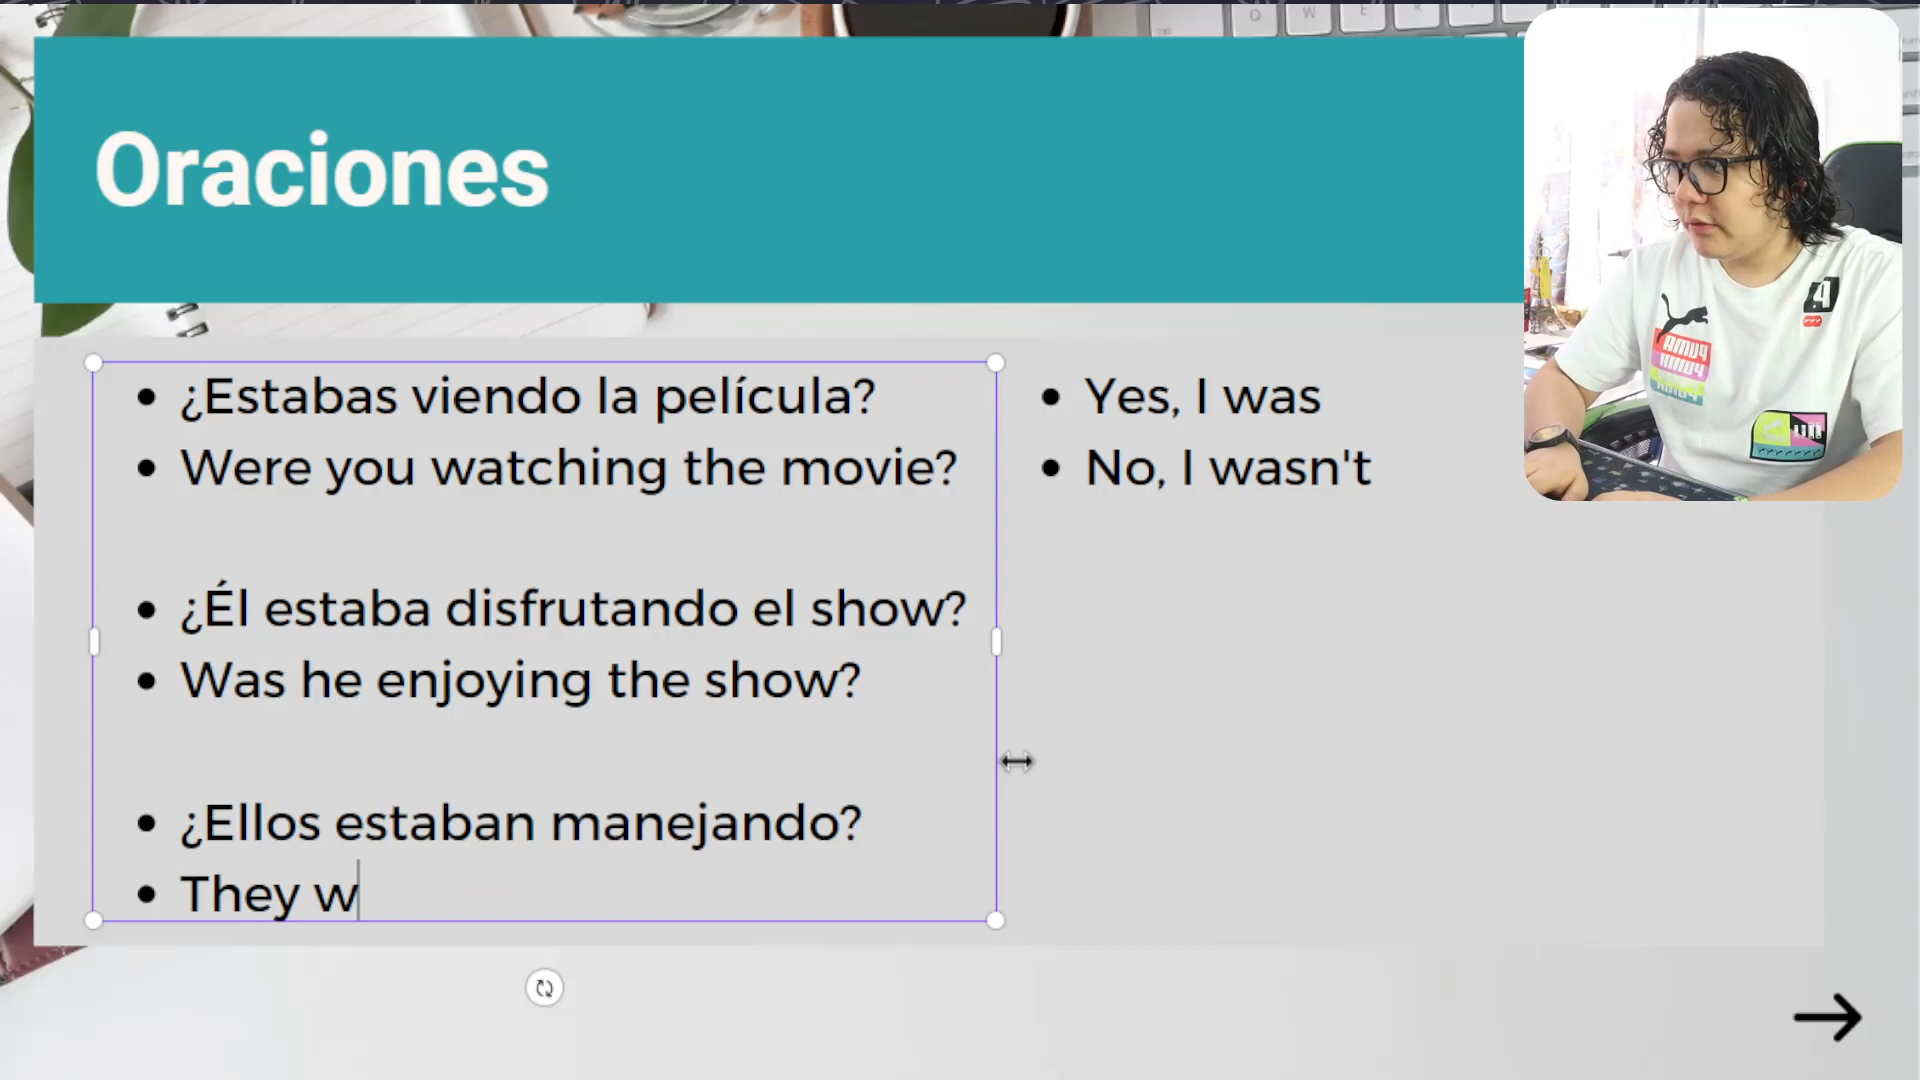 Oraciones
• ¿Estabas viendo la película?
• Were you watching the movie?
• ¿Él estaba disfrutando el show?
• Was he enjoying the show?
• ¿Ellos estaban manejando?
• They w
• Yes, I was
• No, I wasn't